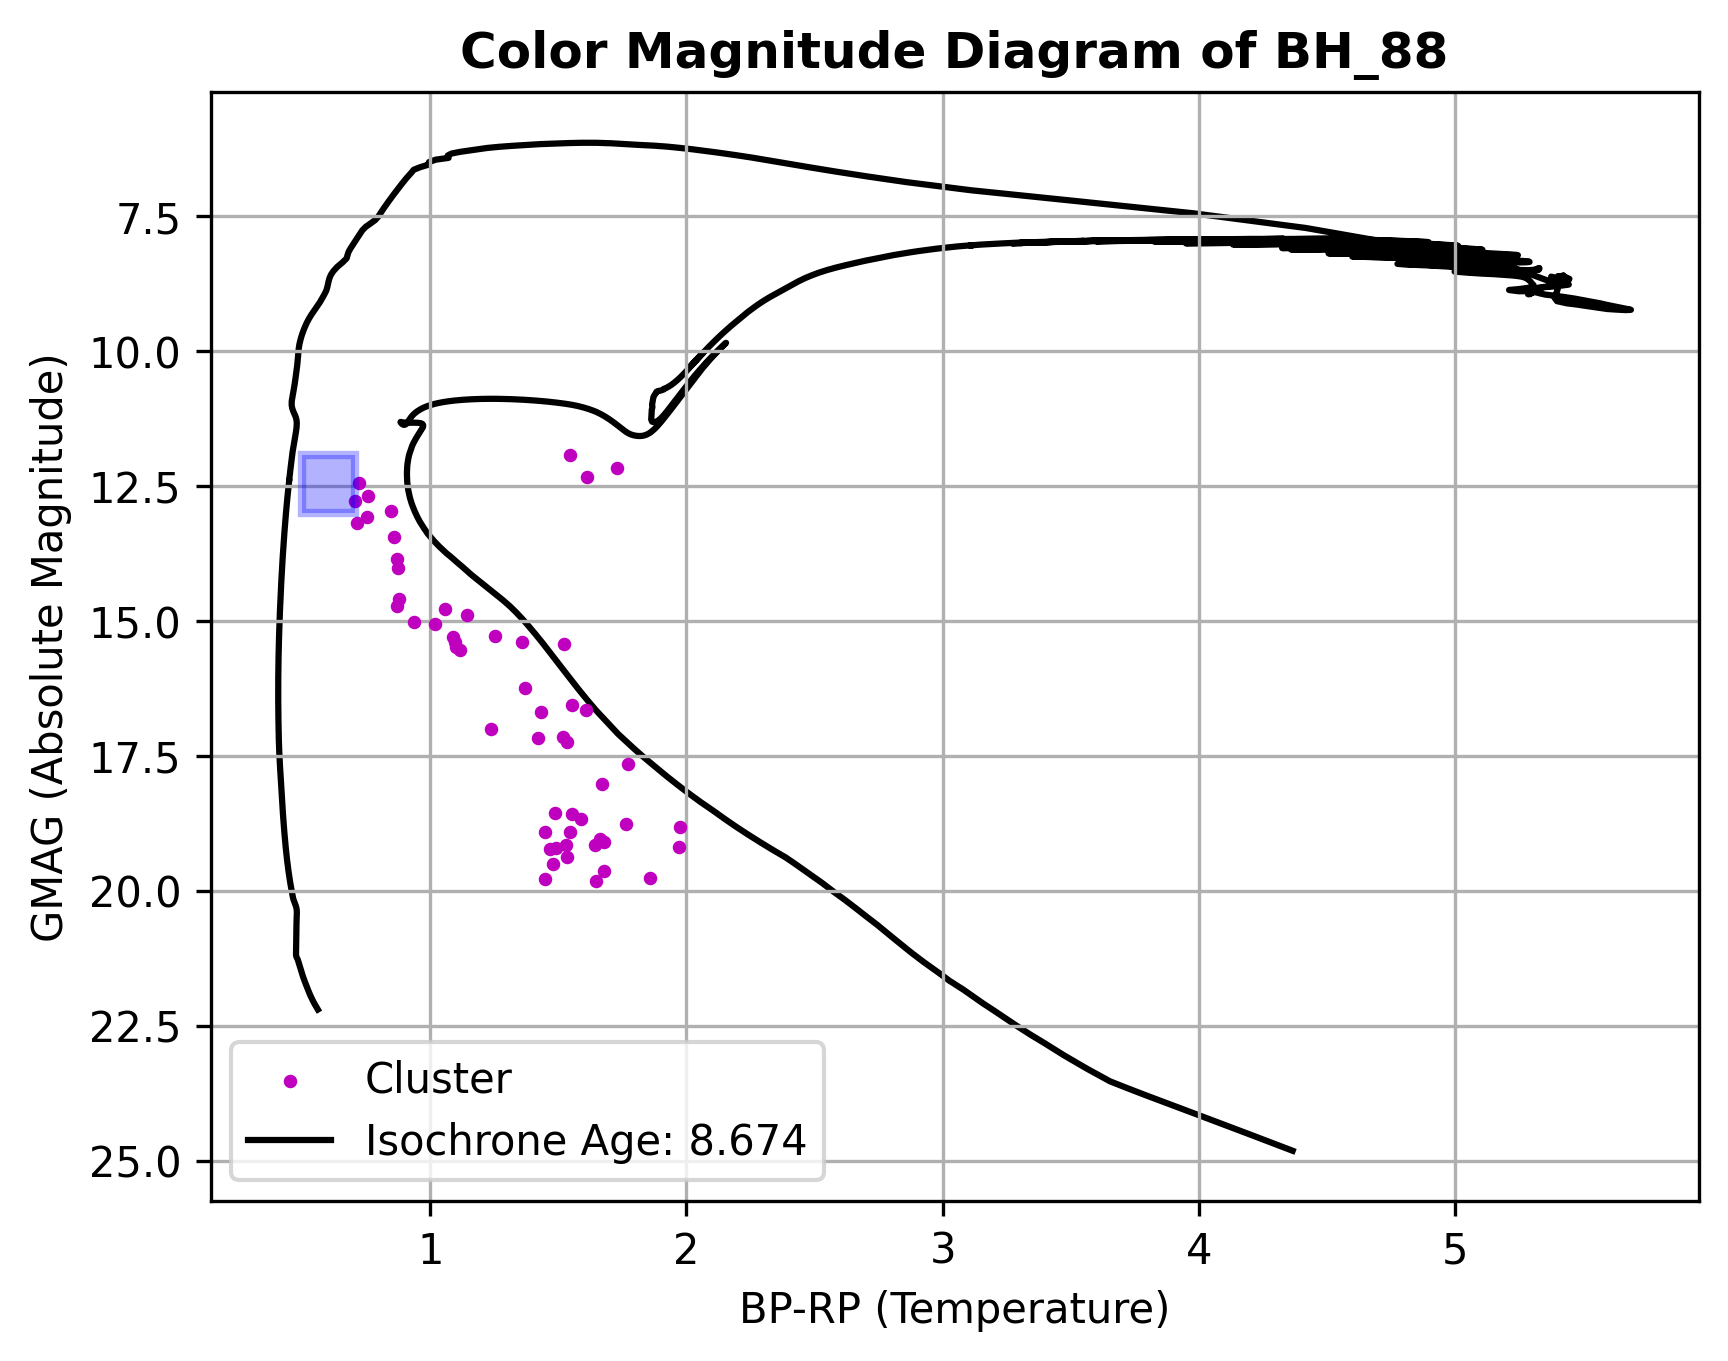 Color Magnitude Diagram of BH_88
GMAG (Absolute Magnitude)
7.5
10.0
12.5
15.0
17.5
20.0
22.5
25.0
Cluster
Isochrone Age: 8.674
1 2 3 4 5
BP-RP (Temperature)